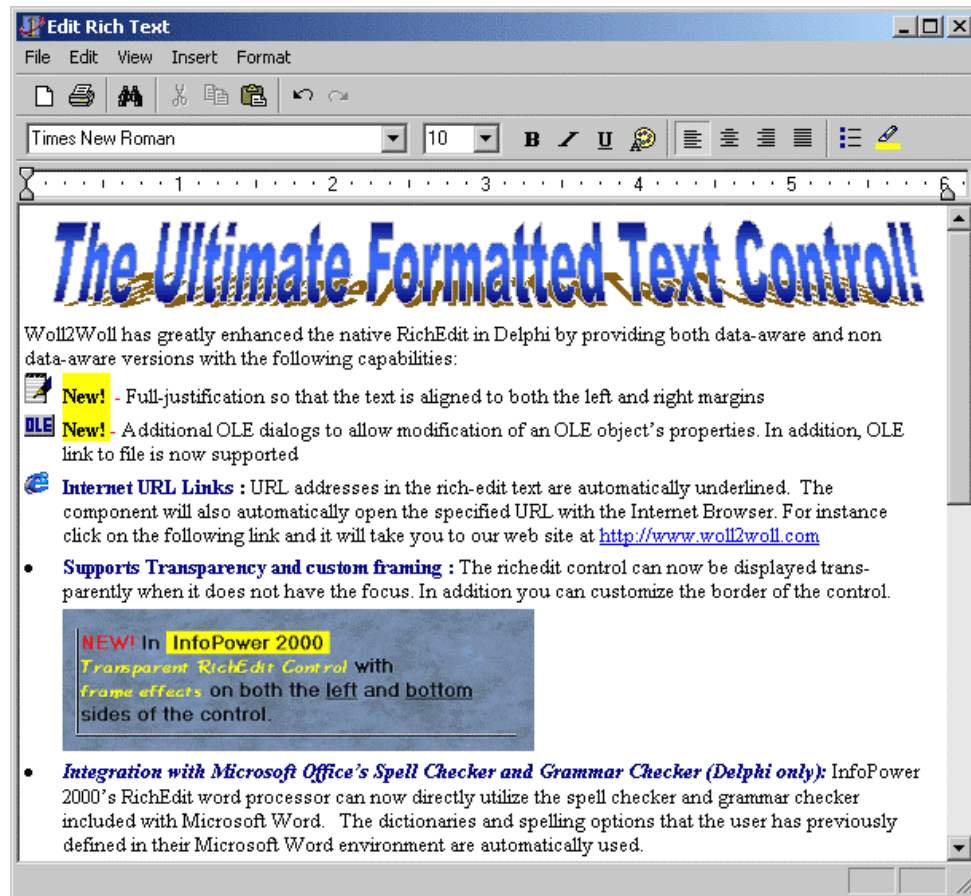 Edit Rich Text
File Edit View Insert Format
Times New Roman 10 B I U A
1 2 3 4 5 6
The Ultimate Formatted Text Control!
Woll2Woll has greatly enhanced the native RichEdit in Delphi by providing both data-aware and non
data-aware versions with the following capabilities:
New! - Full-justification so that the text is aligned to both the left and right margins
OLE New! - Additional OLE dialogs to allow modification of an OLE object's properties. In addition, OLE
link to file is now supported
Internet URL Links : URL addresses in the rich-edit text are automatically underlined. The
component will also automatically open the specified URL with the Internet Browser. For instance
click on the following link and it will take you to our web site at http://www.woll2woll.com
• Supports Transparency and custom framing : The richedit control can now be displayed trans-
parently when it does not have the focus. In addition you can customize the border of the control.
NEW! In InfoPower 2000
Transparent RichEdit Control with
frame effects on both the left and bottom
sides of the control.
• Integration with Microsoft Office's Spell Checker and Grammar Checker (Delphi only): InfoPower
2000's RichEdit word processor can now directly utilize the spell checker and grammar checker
included with Microsoft Word. The dictionaries and spelling options that the user has previously
defined in their Microsoft Word environment are automatically used.